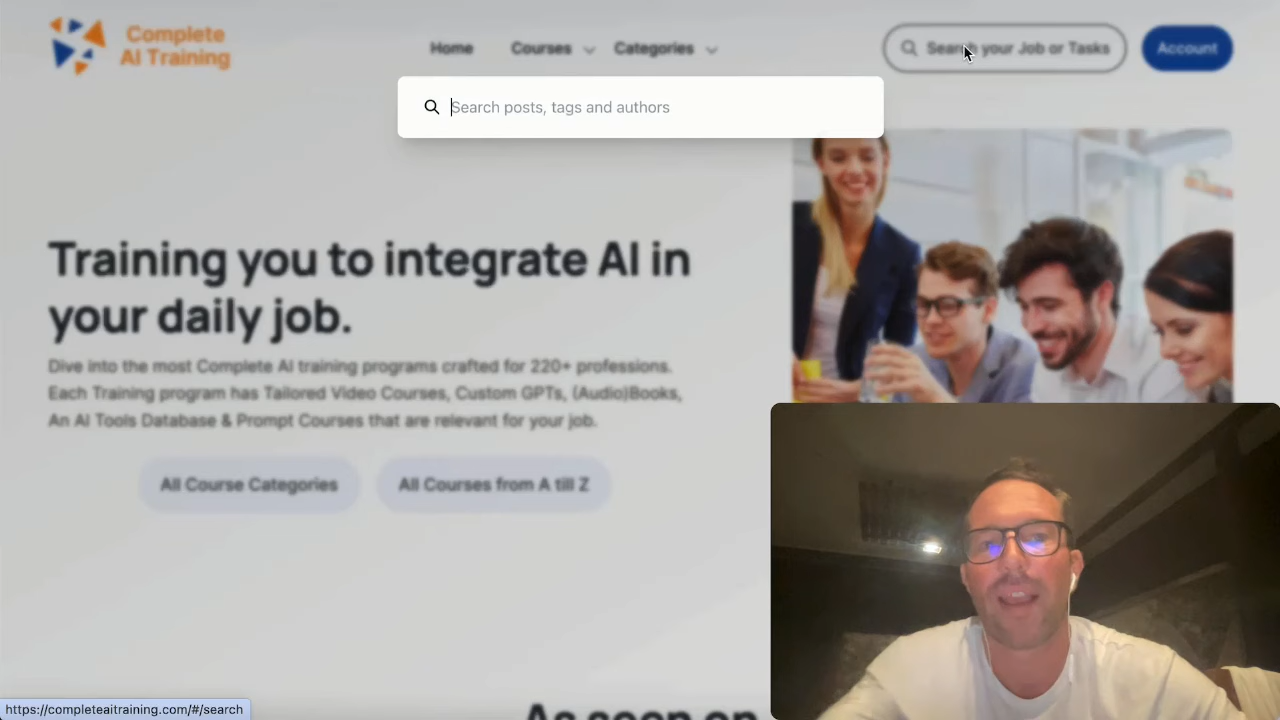 Complete
AI Training
Home
Courses
Categories
Search your Job or Tasks
Account
Search posts, tags and authors
Training you to integrate AI in
your daily job.
Dive into the most Complete AI training programs crafted for 220+ professions.
Each Training program has Tailored Video Courses, Custom GPTs, (Audio)Books,
An AI Tools Database & Prompt Courses that are relevant for your job.
All Course Categories
All Courses from A till Z
As seen on
https://completeaitraining.com/#/search